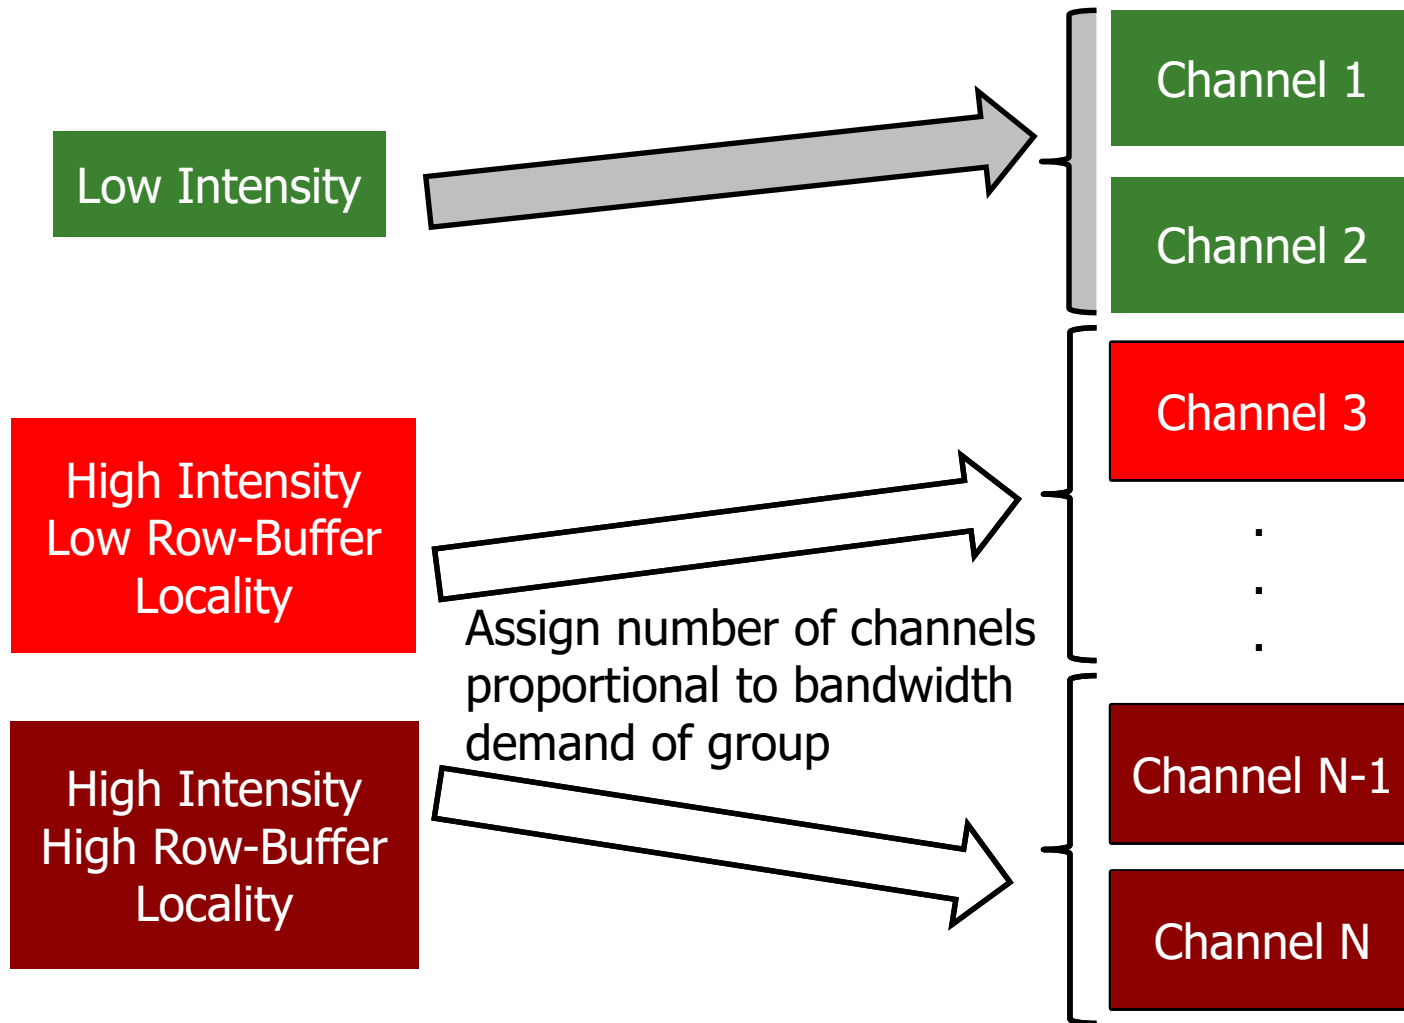 Low Intensity
High Intensity
Low Row-Buffer
Locality
High Intensity
High Row-Buffer
Locality
Assign number of channels
proportional to bandwidth
demand of group
Channel 1
Channel 2
Channel 3
.
.
.
Channel N-1
Channel N